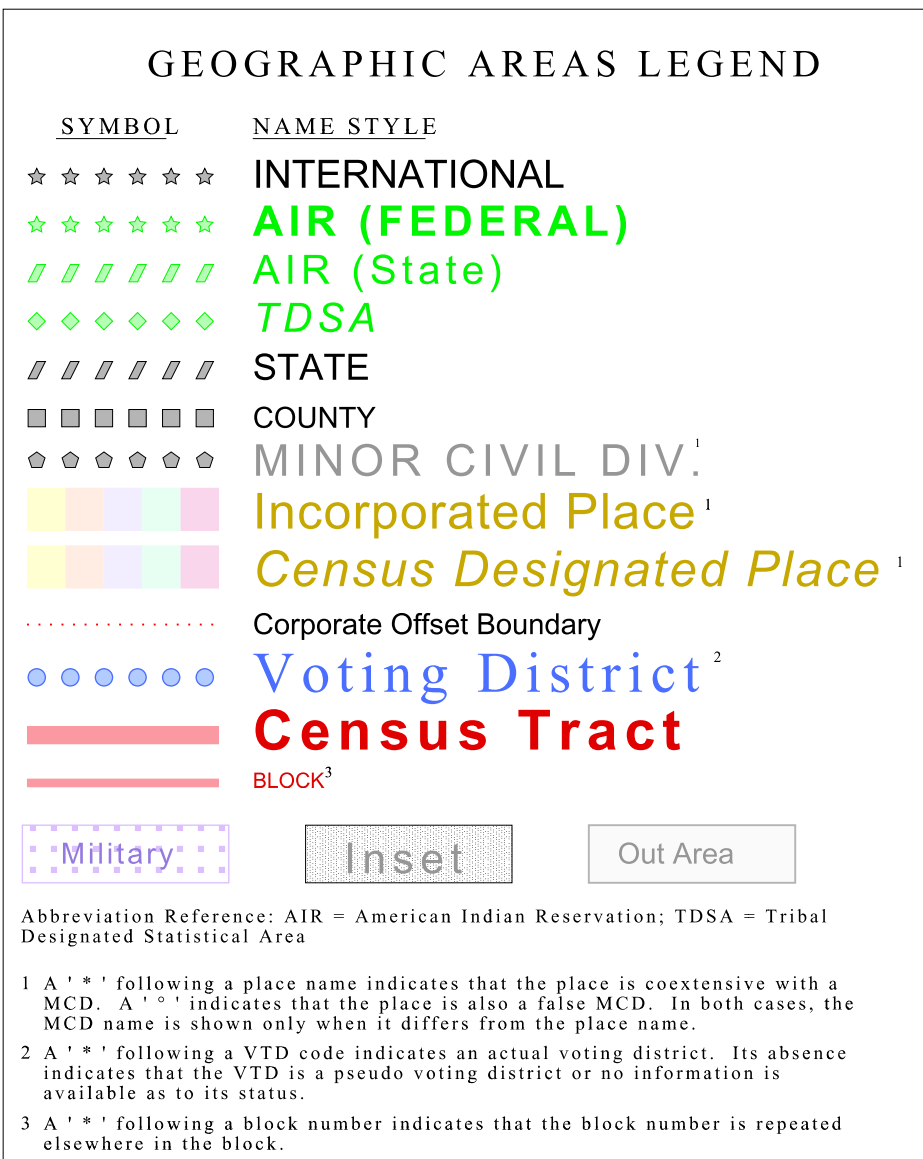 GEOGRAPHIC AREAS LEGEND
SYMBOL NAME STYLE
INTERNATIONAL
AIR (FEDERAL)
AIR (State)
TDSA
STATE
COUNTY
MINOR CIVIL DIV.1
Incorporated Place 1
Census Designated Place 1
Corporate Offset Boundary
Voting District 2
Census Tract
BLOCK3
Military Inset Out Area
Abbreviation Reference: AIR = American Indian Reservation; TDSA = Tribal
Designated Statistical Area
1 A ' * ' following a place name indicates that the place is coextensive with a
MCD. A ' ° ' indicates that the place is also a false MCD. In both cases, the
MCD name is shown only when it differs from the place name.
2 A ' * ' following a VTD code indicates an actual voting district. Its absence
indicates that the VTD is a pseudo voting district or no information is
available as to its status.
3 A ' * ' following a block number indicates that the block number is repeated
elsewhere in the block.